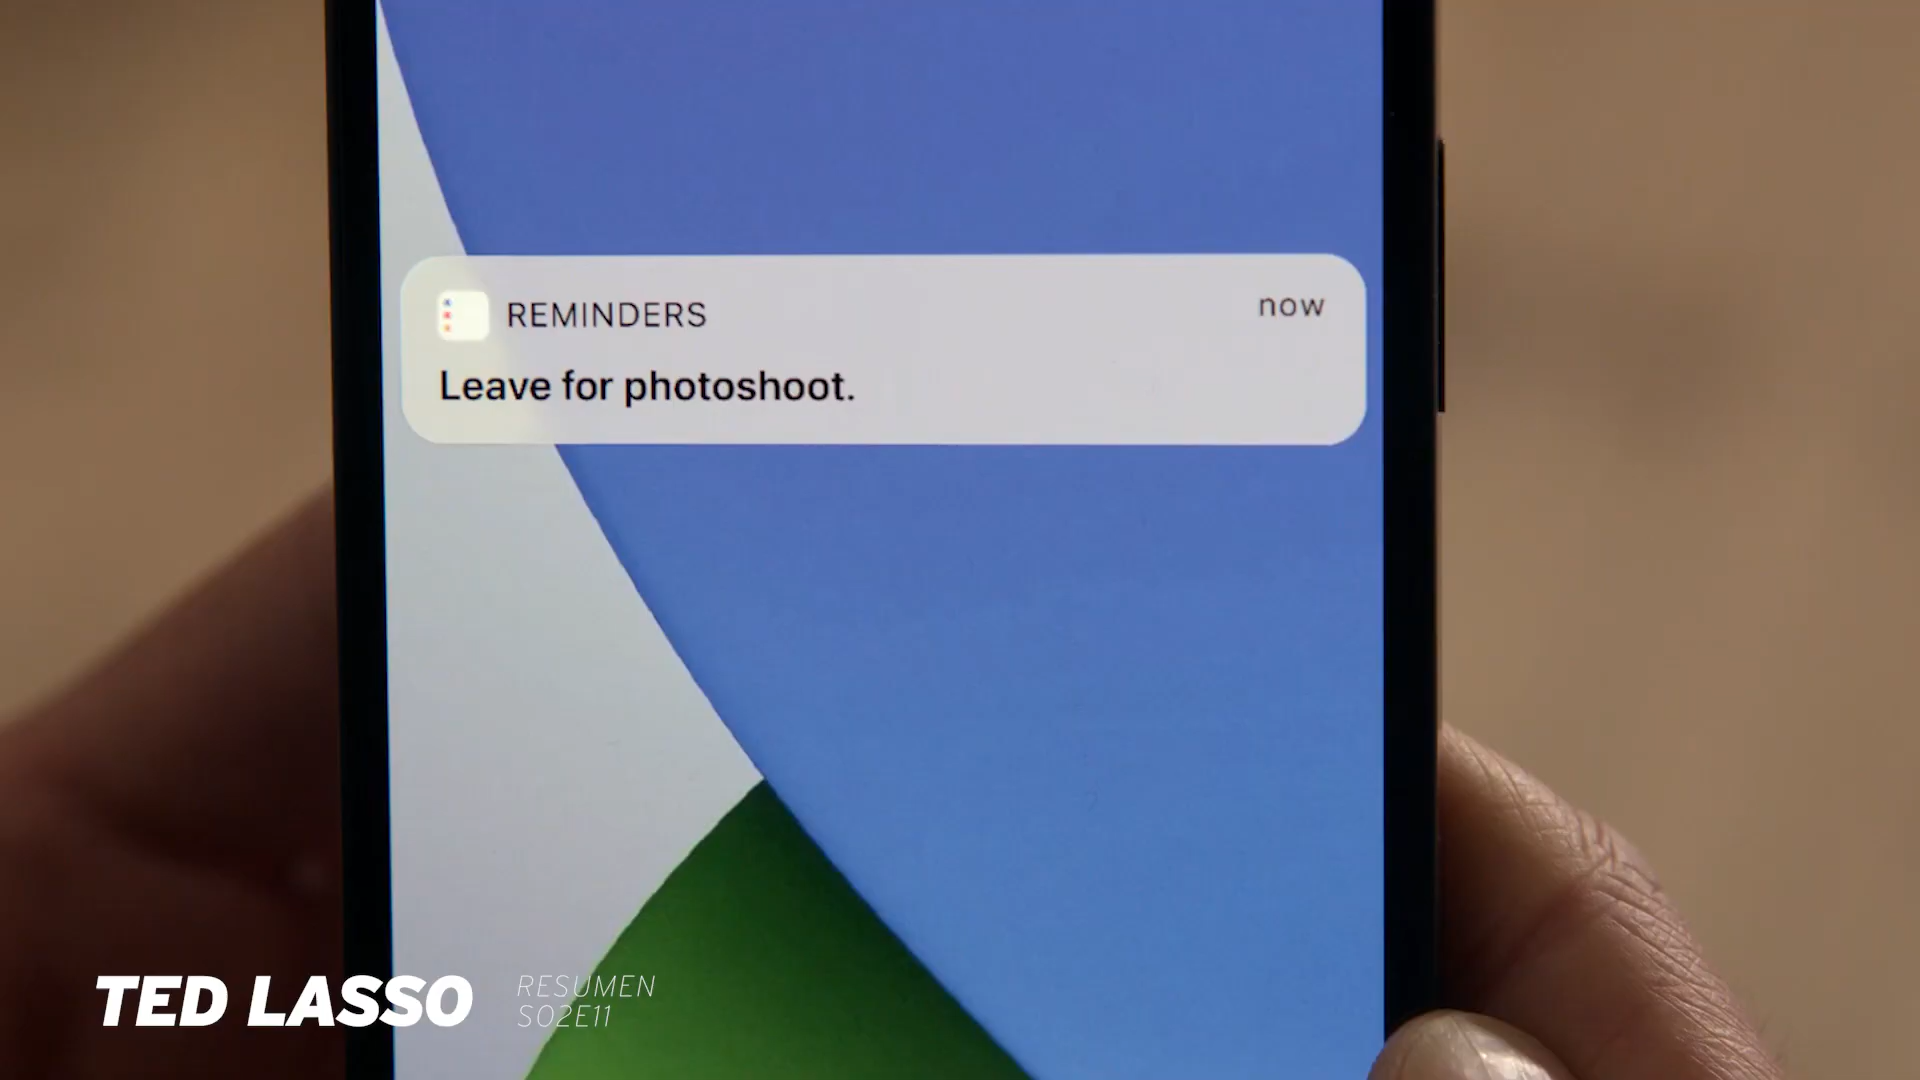 REMINDERS
now
Leave for photoshoot.
TED LASSO
RESUMEN
S02E11